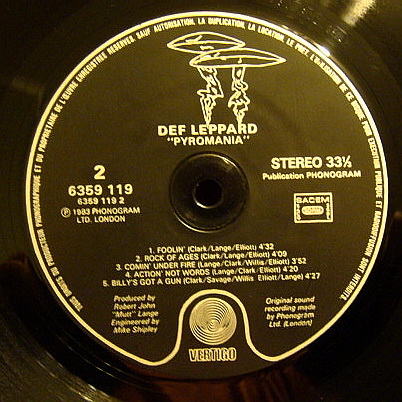 TOUS DROITS DU PRODUCTEUR PHONOGRAPHIQUE ET DU PROPRIETAIRE DE L'ŒUVRE ENREGISTREE RESERVES. SAUF AUTORISATION, LA DUPLICATION, LA LOCATION, LE PRET, L'UTILISATION DE CE DISQUE POUR EXECUTION PUBLIQUE ET RADIODIFFUSION SONT INTERDITS.
DEF LEPPARD
"PYROMANIA"
2
6359 119
6359 119 2
℗ 1983 PHONOGRAM
LTD. LONDON
STEREO 33⅓
Publication PHONOGRAM
SACEM
1. FOOLIN' (Clark/Lange/Elliott) 4'32
2. ROCK OF AGES (Clark/Lange/Elliott) 4'09
3. COMIN' UNDER FIRE (Lange/Clark/Willis/Elliott) 3'52
4. ACTION' NOT WORDS (Lange/Clark/Elliott) 4'20
5. BILLY'S GOT A GUN (Clark/Savage/Willis Elliott/Lange) 4'27
Produced by
Robert John
"Mutt" Lange
Engineered by
Mike Shipley
Original sound
recording made
by Phonogram
Ltd. (London)
VERTIGO